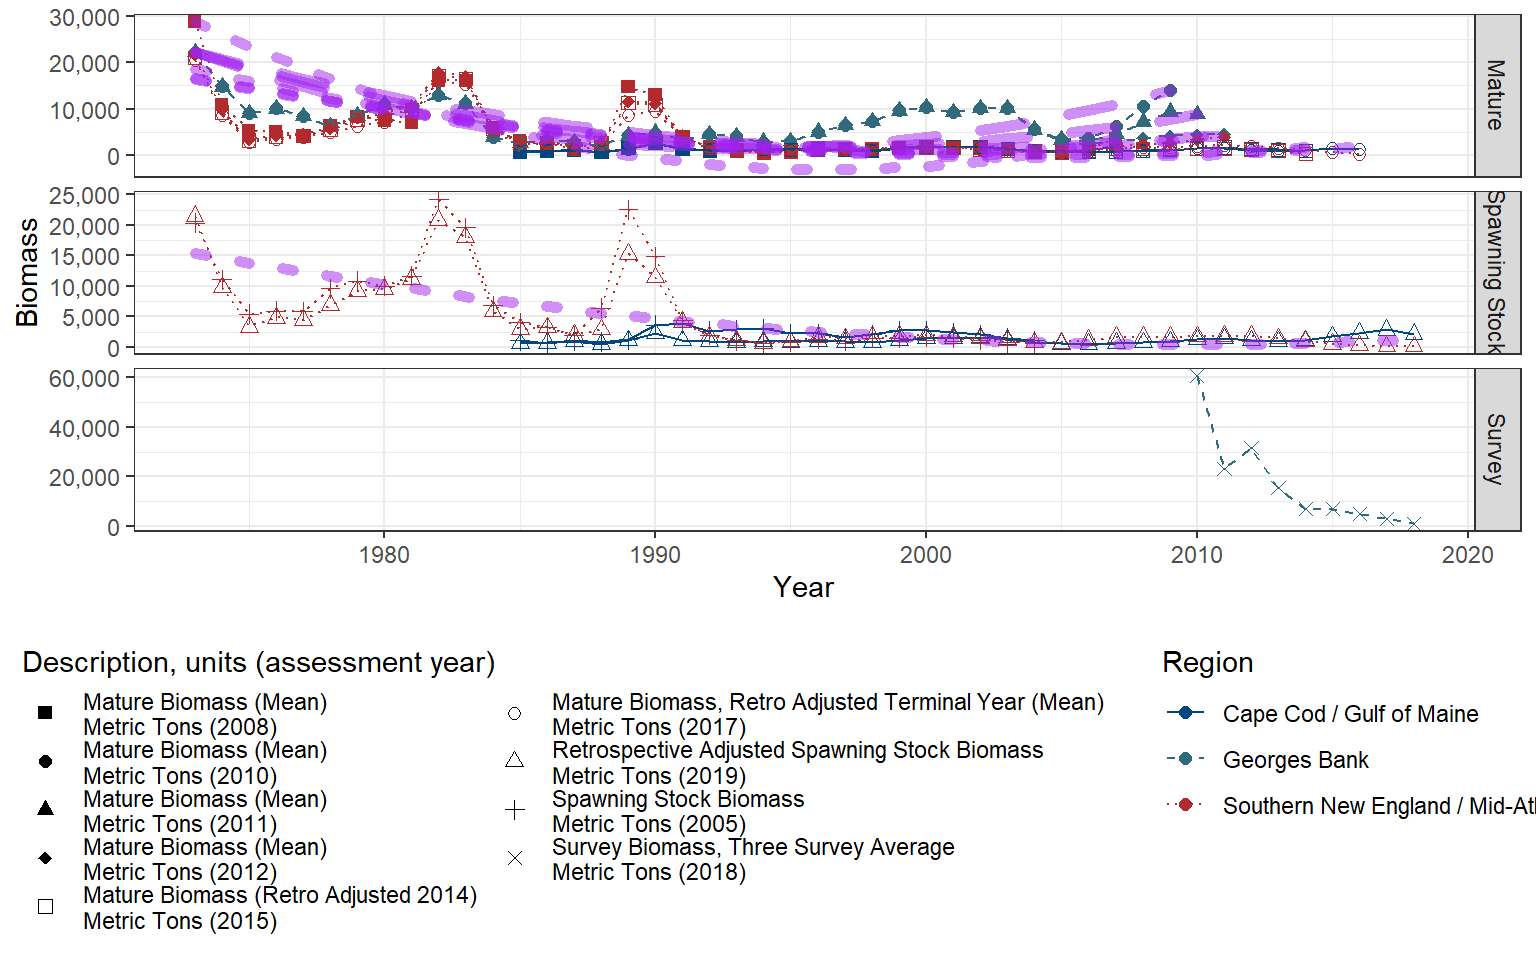 30,000
20,000
10,000
0
Mature
25,000
20,000
15,000
10,000
5,000
0
Spawning Stock
60,000
40,000
20,000
0
Survey
Biomass
1980
1990
2000
2010
2020
Year
Description, units (assessment year)
Mature Biomass (Mean)
Metric Tons (2008)
Mature Biomass (Mean)
Metric Tons (2010)
Mature Biomass (Mean)
Metric Tons (2011)
Mature Biomass (Mean)
Metric Tons (2012)
Mature Biomass (Retro Adjusted 2014)
Metric Tons (2015)
Mature Biomass, Retro Adjusted Terminal Year (Mean)
Metric Tons (2017)
Retrospective Adjusted Spawning Stock Biomass
Metric Tons (2019)
Spawning Stock Biomass
Metric Tons (2005)
Survey Biomass, Three Survey Average
Metric Tons (2018)
Region
Cape Cod / Gulf of Maine
Georges Bank
Southern New England / Mid-Atl